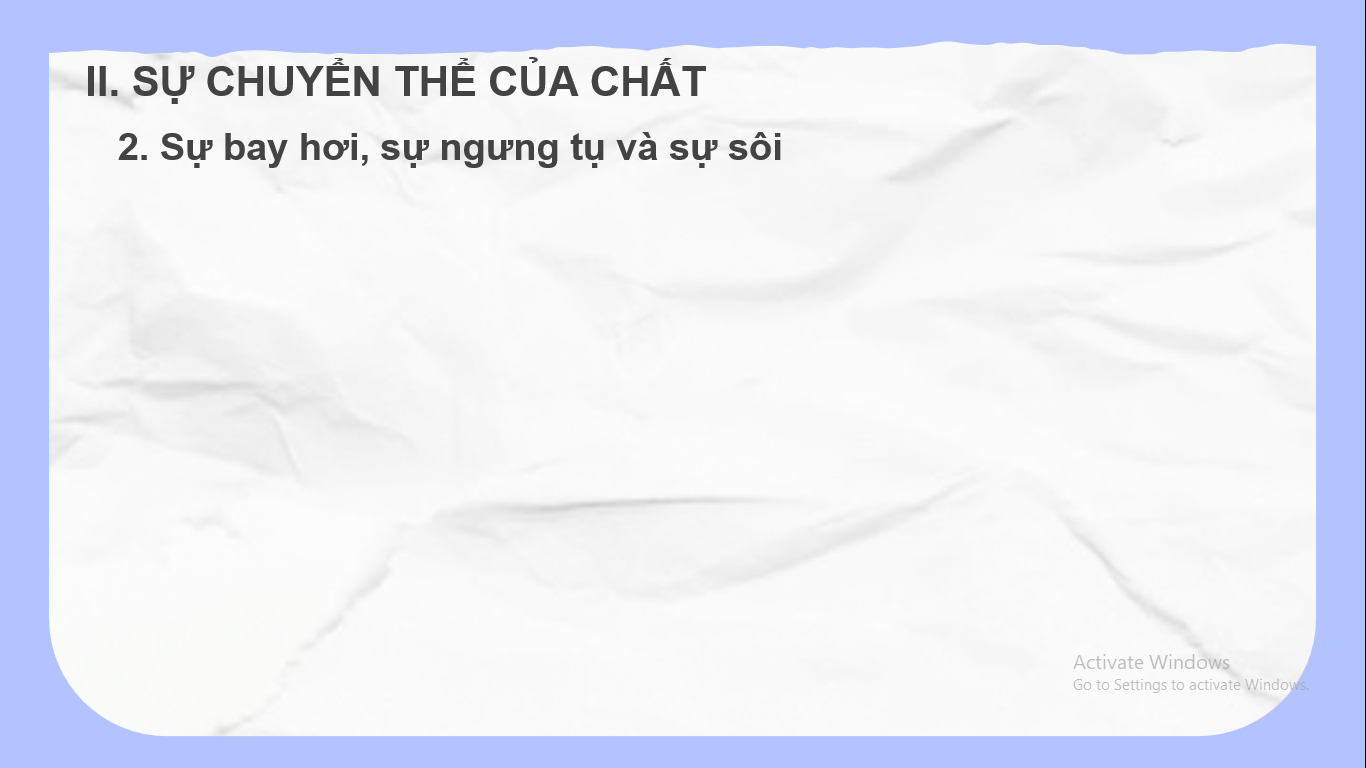 II. SỰ CHUYỂN THỂ CỦA CHẤT
2. Sự bay hơi, sự ngưng tụ và sự sôi
Activate Windows
Go to Settings to activate Windows.